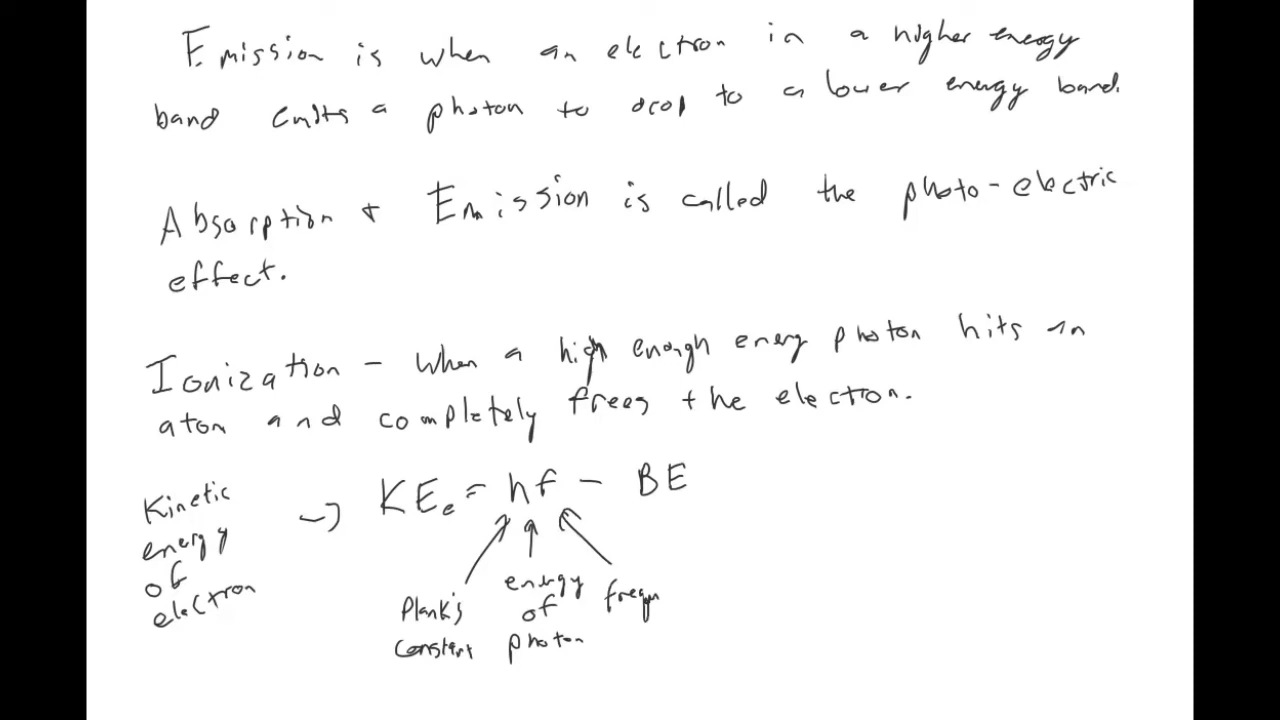 Emission is when an electron in a higher energy
band emits a photon to drop to a lower energy band.
Absorption + Emission is called the photo-electric
effect.
Ionization - when a high enough energy photon hits an
atom and completely frees the electron.
Kinetic
energy
of
electron
→ KEe = hf - BE
Plank's
constant
energy
of
photon
frequ